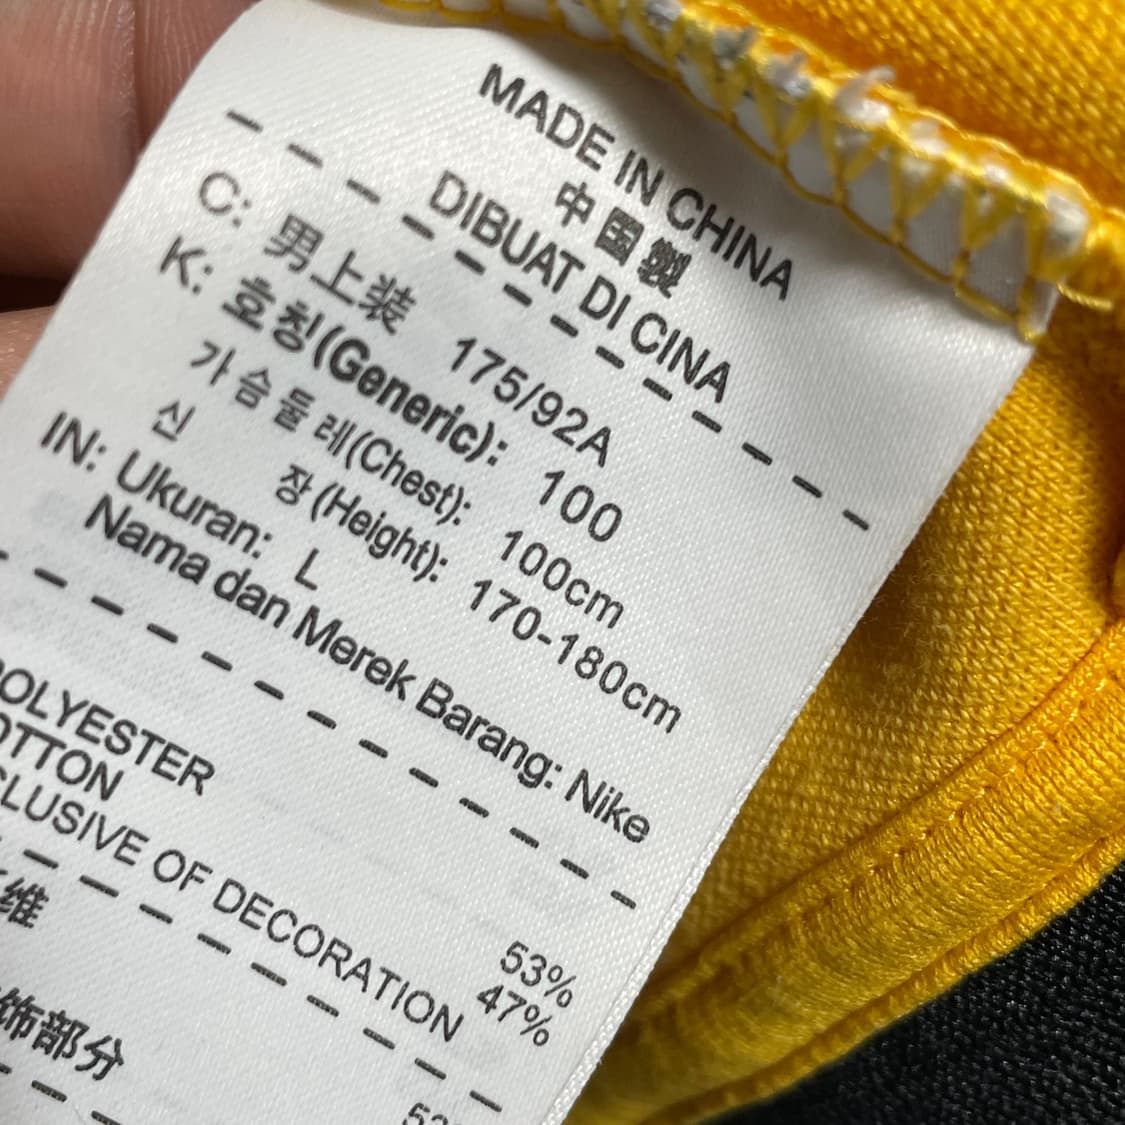 MADE IN CHINA
中国製
DIBUAT DI CINA
C: 男上装 175/92A
K: 호칭(Generic): 100
가슴둘레(Chest): 100cm
신 장(Height): 170-180cm
IN: Ukuran: L
Nama dan Merek Barang: Nike
OLYESTER 53%
OTTON 47%
CLUSIVE OF DECORATION
维
饰部分